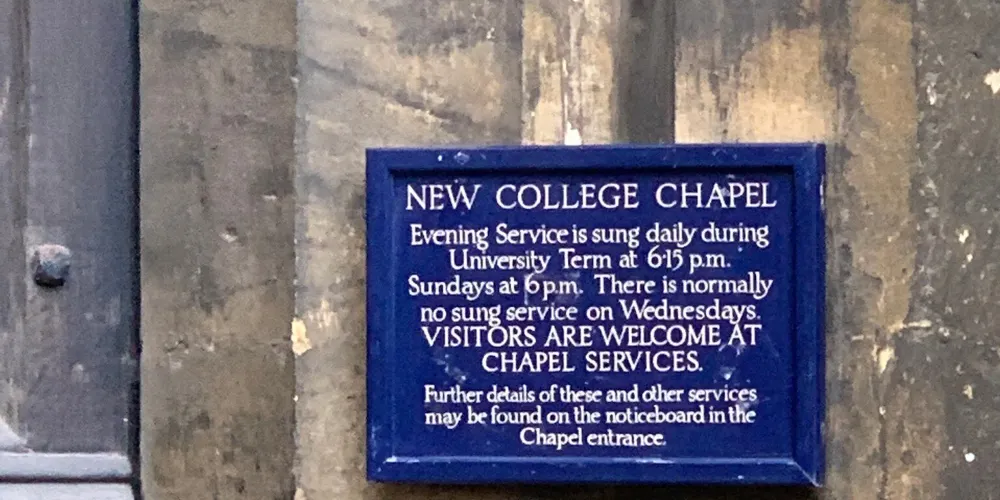 NEW COLLEGE CHAPEL
Evening Service is sung daily during
University Term at 6·15 p.m.
Sundays at 6 p.m. There is normally
no sung service on Wednesdays.
VISITORS ARE WELCOME AT
CHAPEL SERVICES.
Further details of these and other services
may be found on the noticeboard in the
Chapel entrance.